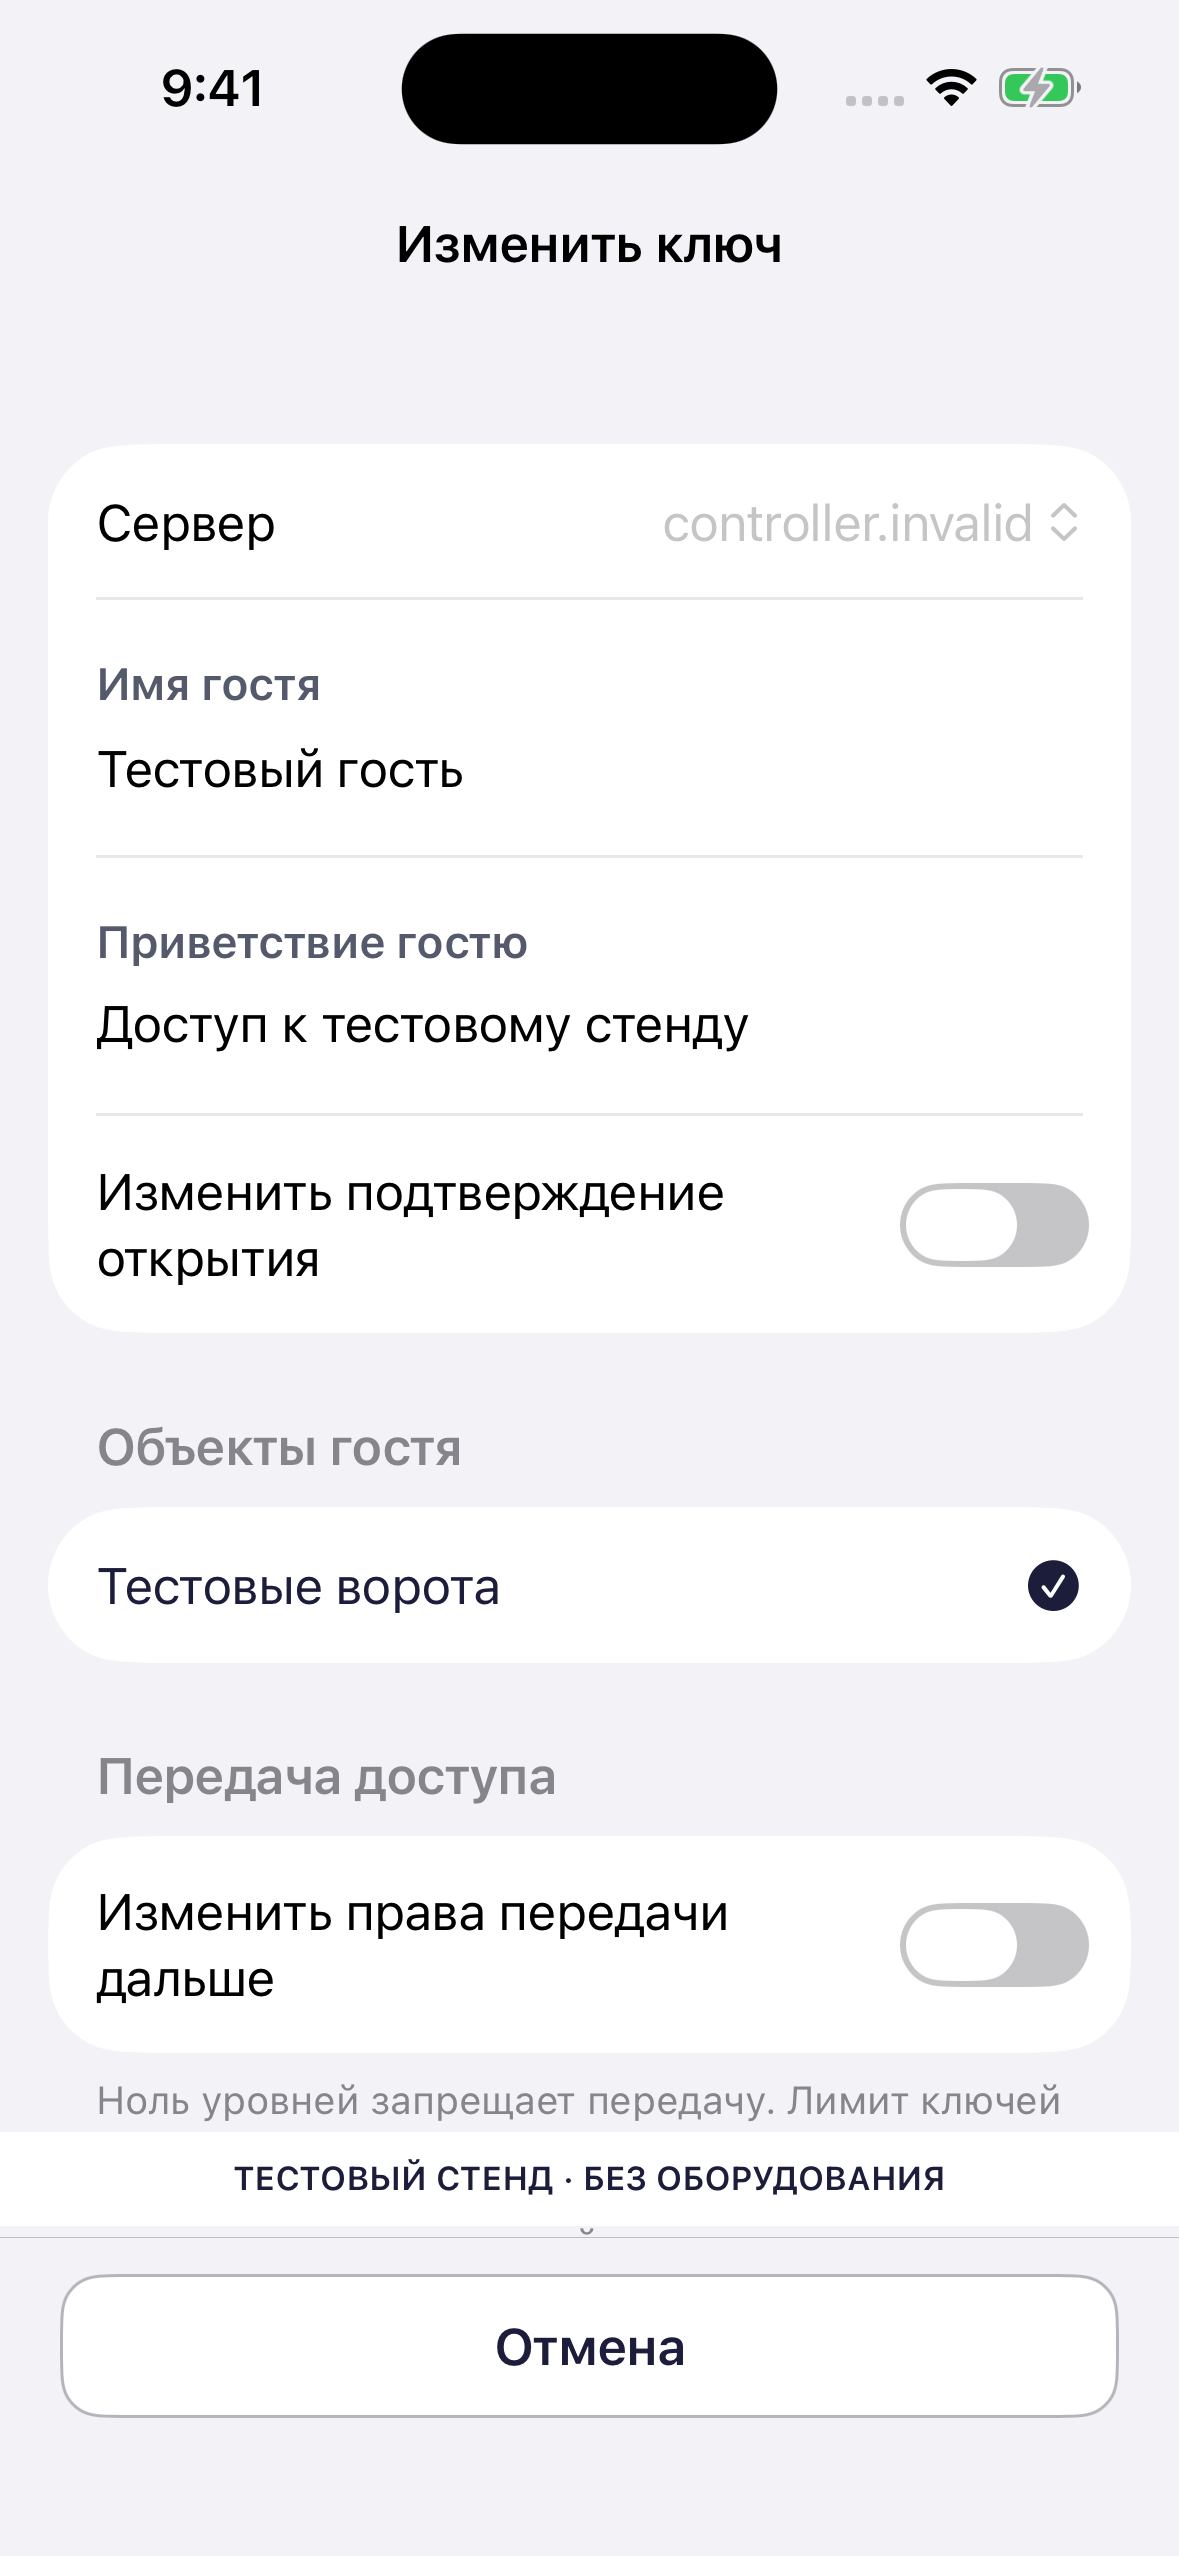 9:41
Изменить ключ
Сервер controller.invalid
Имя гостя
Тестовый гость
Приветствие гостю
Доступ к тестовому стенду
Изменить подтверждение
открытия
Объекты гостя
Тестовые ворота
Передача доступа
Изменить права передачи
дальше
Ноль уровней запрещает передачу. Лимит ключей
ТЕСТОВЫЙ СТЕНД · БЕЗ ОБОРУДОВАНИЯ
Отмена